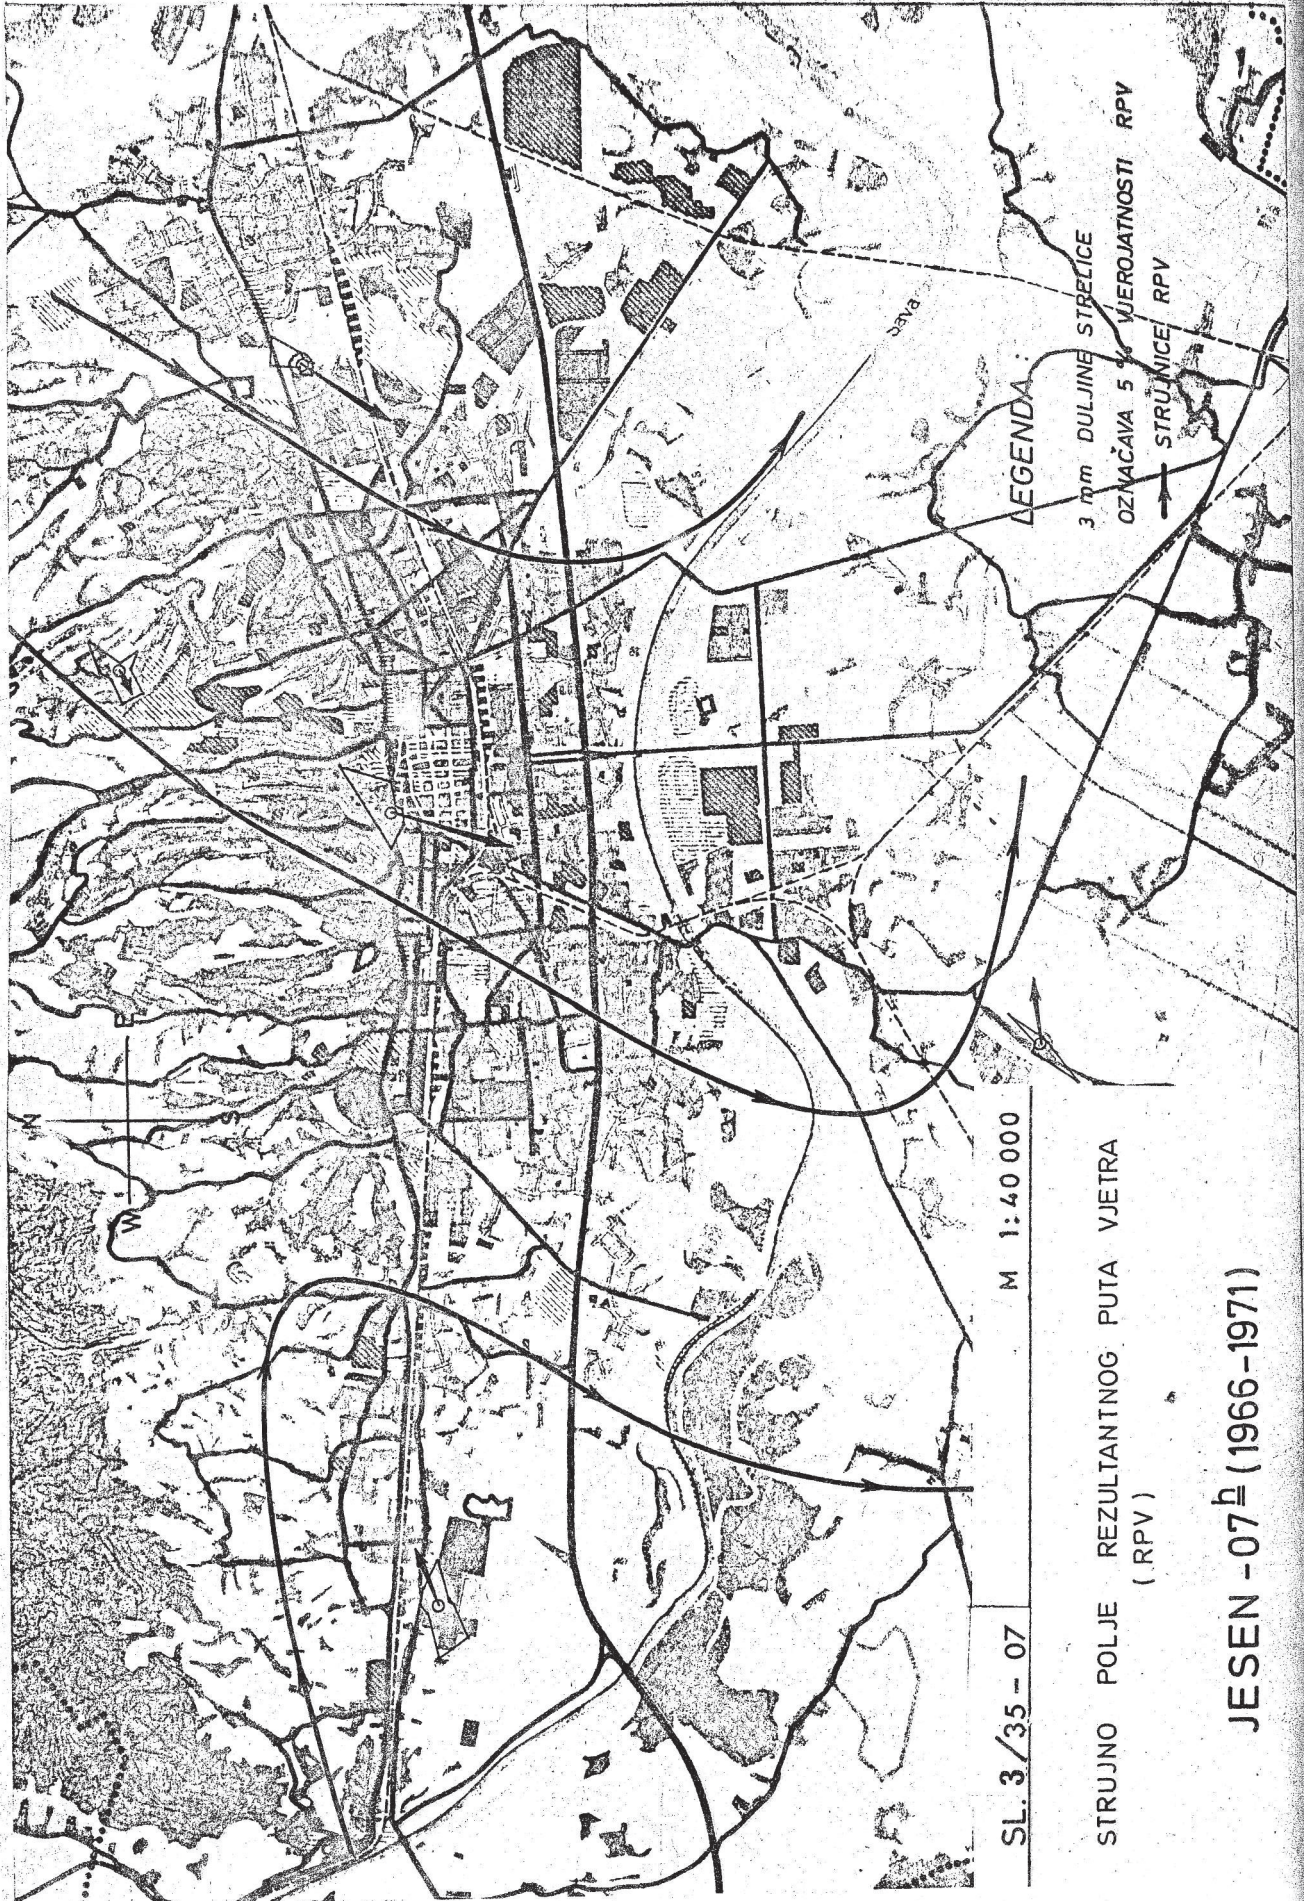 N
W
E
S
Sava
LEGENDA:
3 mm DULJINE STRELICE
OZNAČAVA 5 % VJEROJATNOSTI RPV
STRUJNICE RPV
SL. 3/35 - 07
M 1:40 000
STRUJNO POLJE REZULTANTNOG PUTA VJETRA
(RPV)
JESEN - 07h (1966-1971)